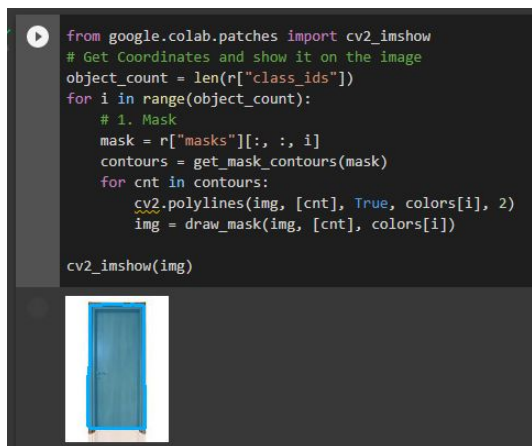 from google.colab.patches import cv2_imshow
# Get Coordinates and show it on the image
object_count = len(r["class_ids"])
for i in range(object_count):
    # 1. Mask
    mask = r["masks"][:, :, i]
    contours = get_mask_contours(mask)
    for cnt in contours:
        cv2.polylines(img, [cnt], True, colors[i], 2)
        img = draw_mask(img, [cnt], colors[i])

cv2_imshow(img)